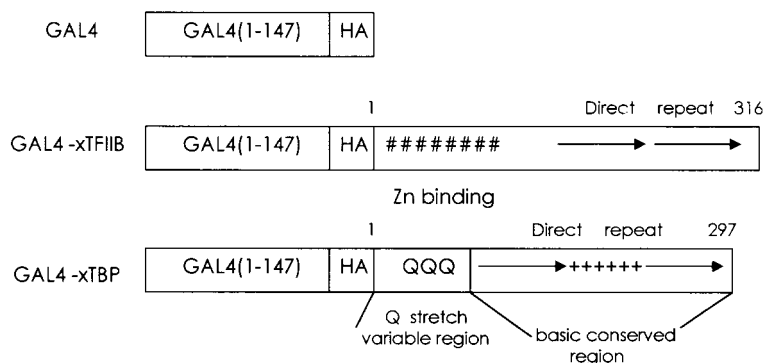 GAL4 GAL4(1-147) HA
1 Direct repeat 316
GAL4-xTFIIB GAL4(1-147) HA ########
Zn binding
1 Direct repeat 297
GAL4-xTBP GAL4(1-147) HA QQQ ++++++
Q stretch
variable region
basic conserved
region